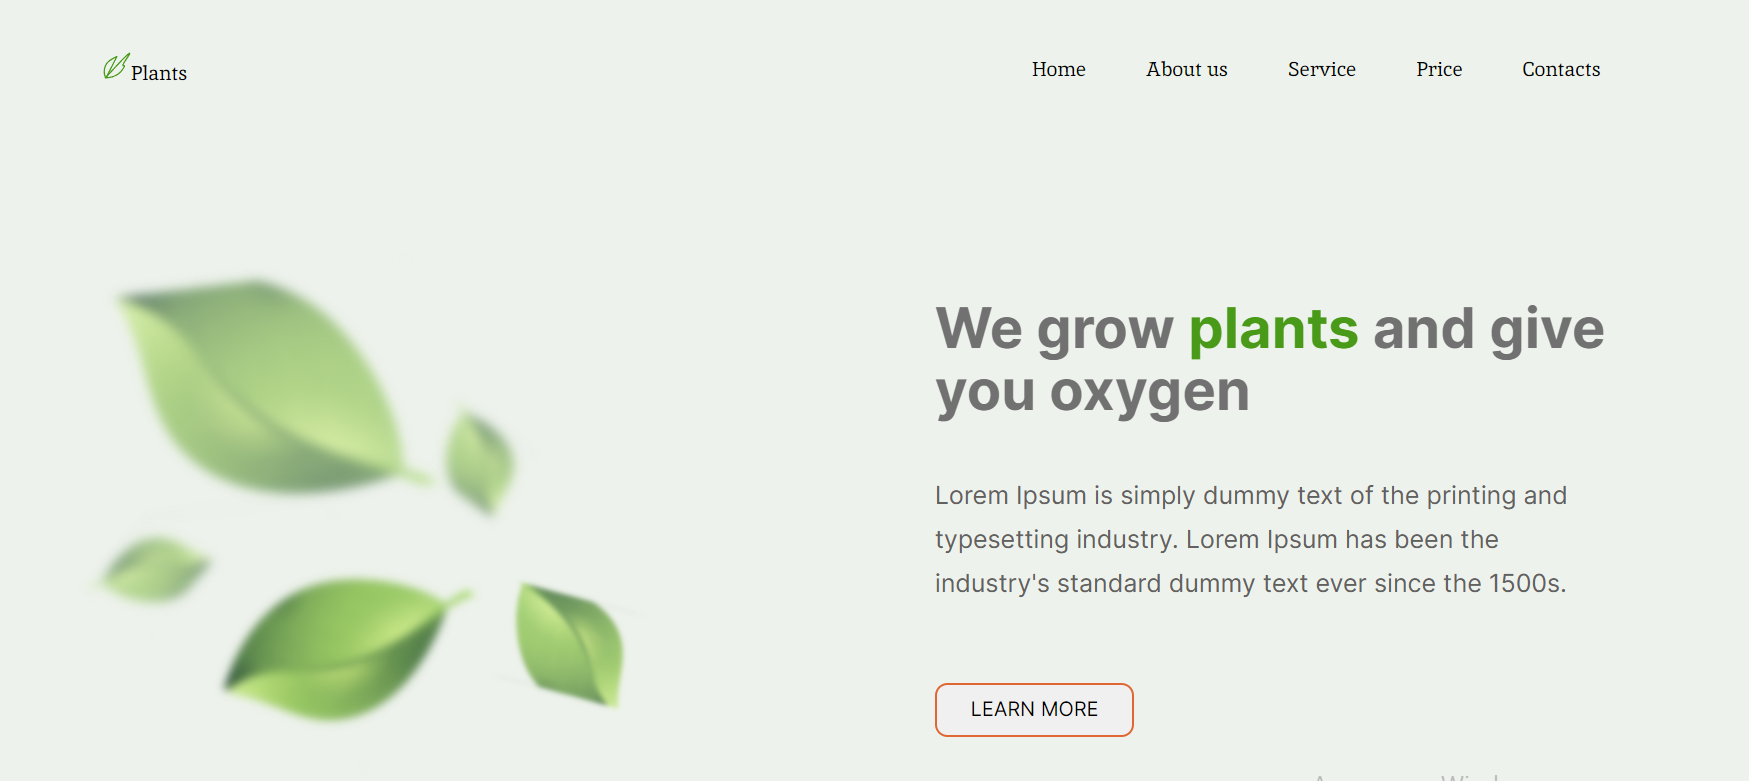 Plants
Home About us Service Price Contacts
We grow plants and give
you oxygen
Lorem Ipsum is simply dummy text of the printing and
typesetting industry. Lorem Ipsum has been the
industry's standard dummy text ever since the 1500s.
LEARN MORE